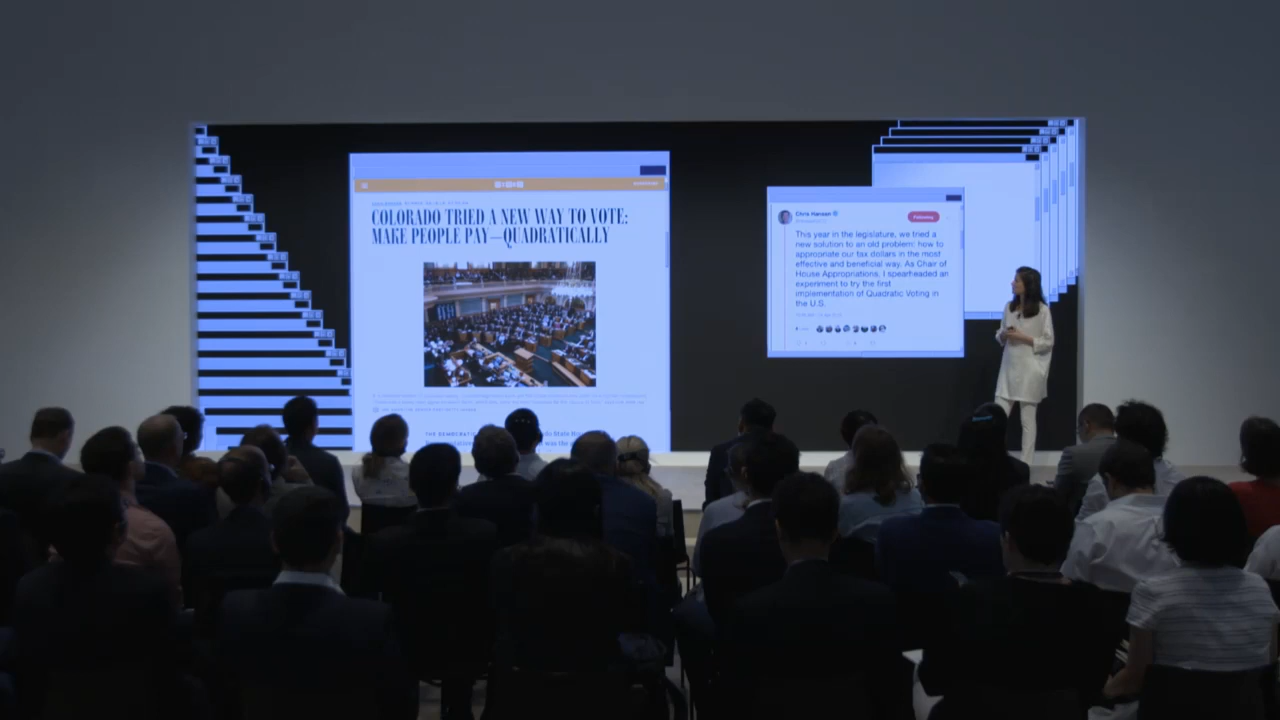 WIRED
COLORADO TRIED A NEW WAY TO VOTE:
MAKE PEOPLE PAY—QUADRATICALLY
THE DEMOCRATIC
Chris Hansen
Following
This year in the legislature, we tried a
new solution to an old problem: how to
appropriate our tax dollars in the most
effective and beneficial way. As Chair of
House Appropriations, I spearheaded an
experiment to try the first
implementation of Quadratic Voting in
the U.S.